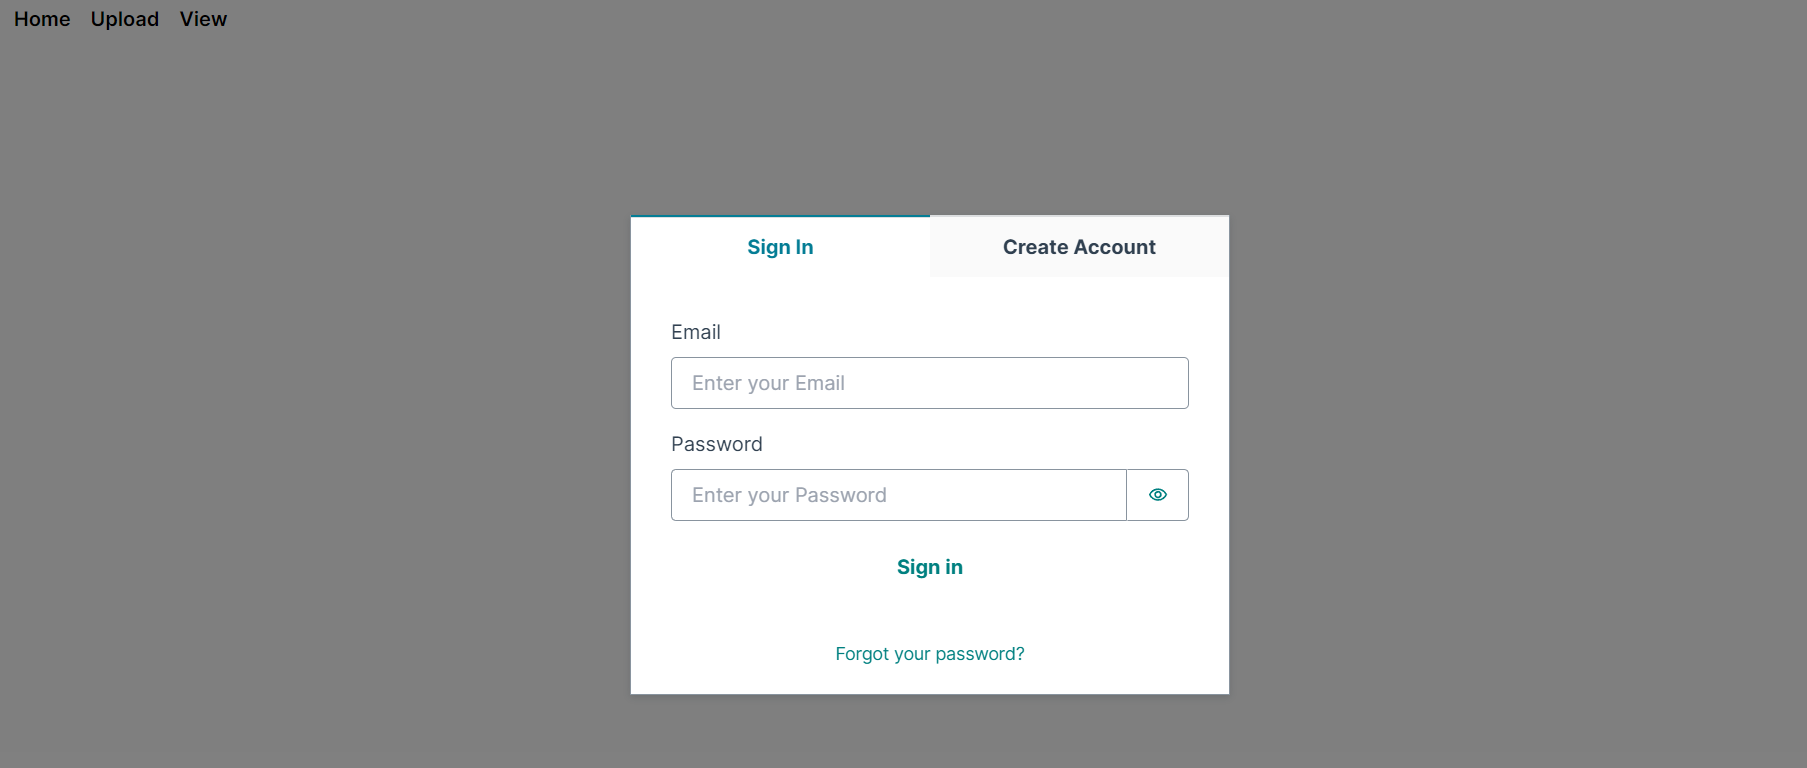 Home Upload View
Sign In Create Account
Email
Enter your Email
Password
Enter your Password
Sign in
Forgot your password?